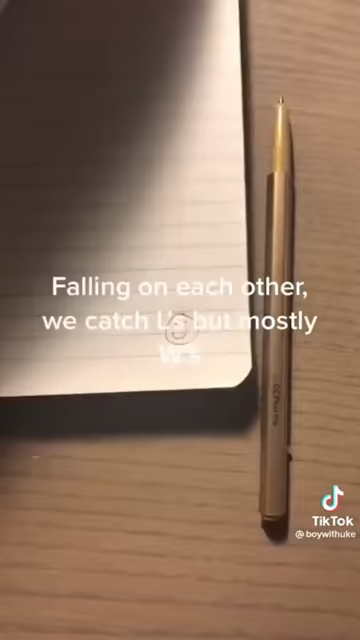 Falling on each other,
we catch L's but mostly
W's
TikTok
@boywithuke